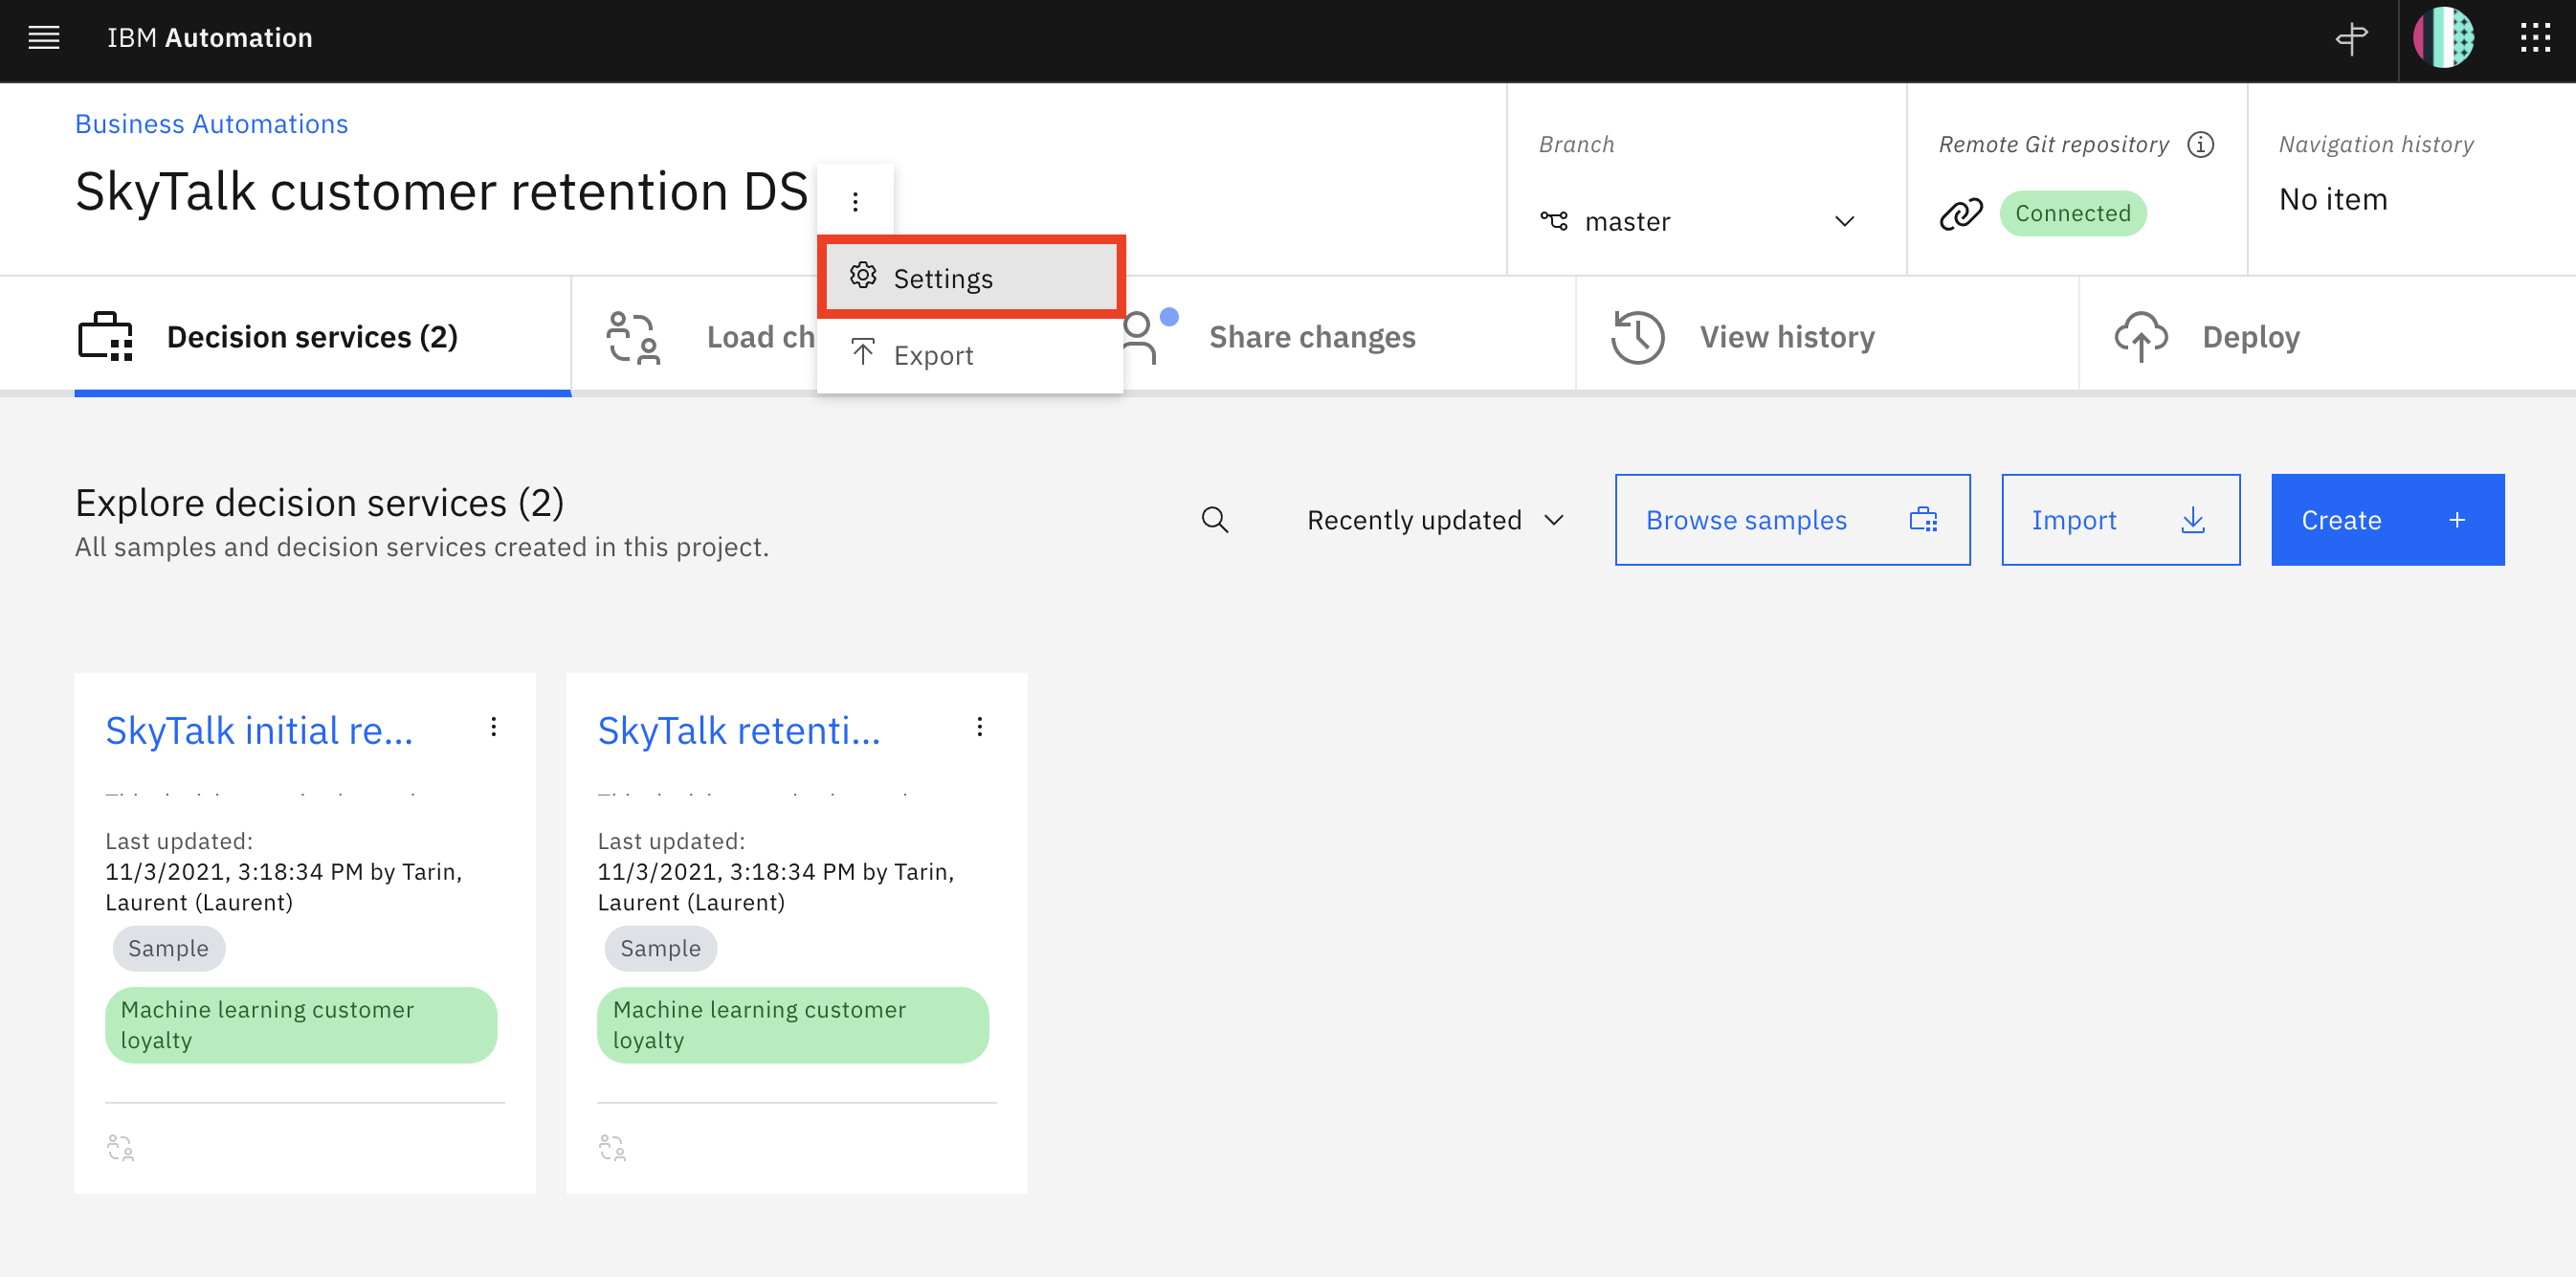 IBM Automation
Business Automations
SkyTalk customer retention DS
Branch
master
Remote Git repository
Connected
Navigation history
No item
Settings
Export
Decision services (2)
Load ch
Share changes
View history
Deploy
Explore decision services (2)
All samples and decision services created in this project.
Recently updated
Browse samples
Import
Create
SkyTalk initial re...
Last updated:
11/3/2021, 3:18:34 PM by Tarin,
Laurent (Laurent)
Sample
Machine learning customer
loyalty
SkyTalk retenti...
Last updated:
11/3/2021, 3:18:34 PM by Tarin,
Laurent (Laurent)
Sample
Machine learning customer
loyalty